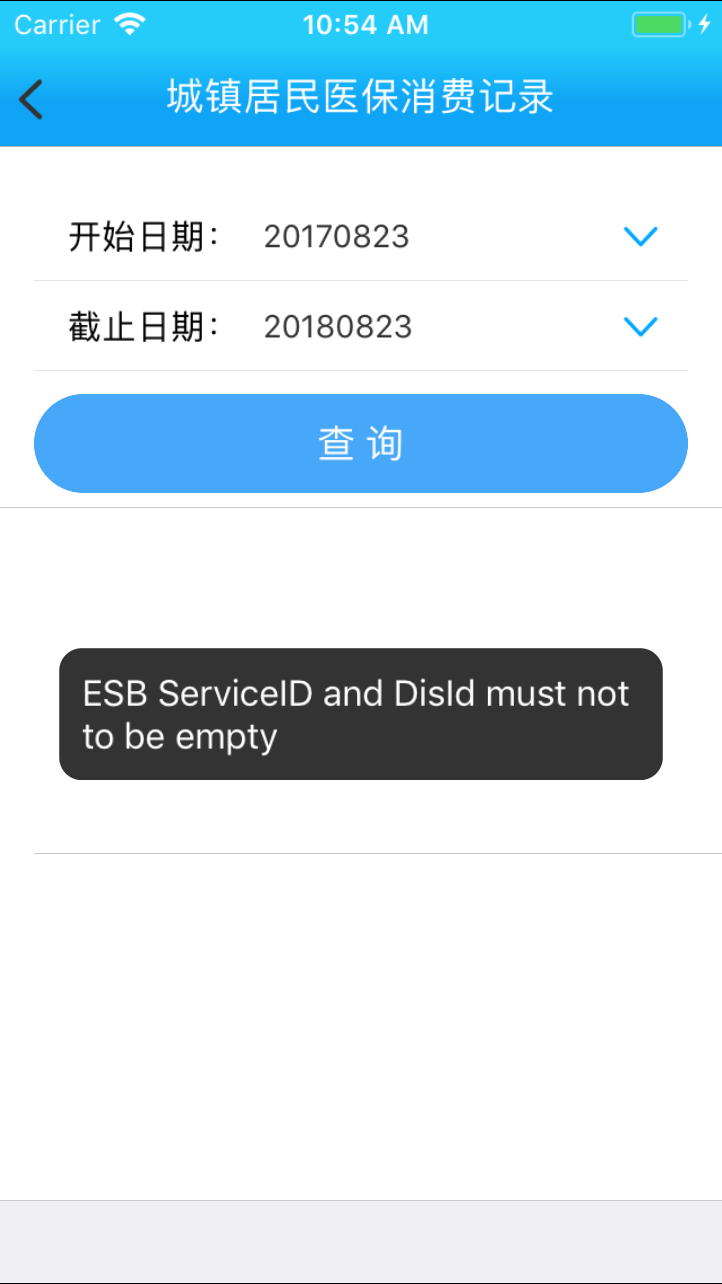 Carrier 10:54 AM
城镇居民医保消费记录
开始日期： 20170823
截止日期： 20180823
查 询
ESB ServiceID and DisId must not
to be empty